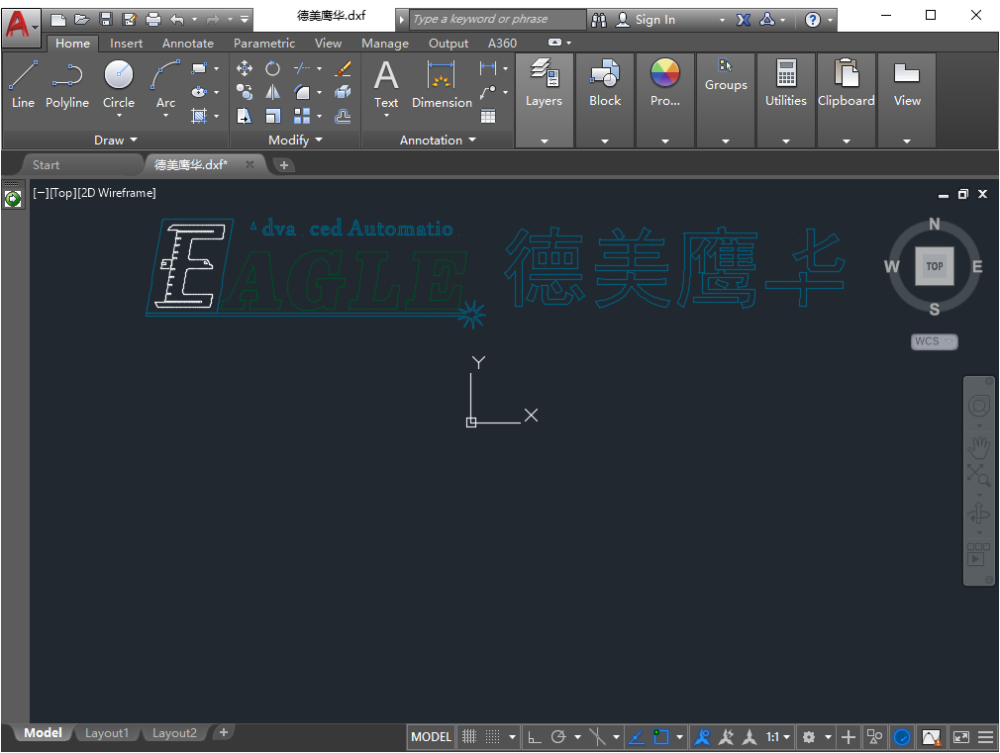 德美鹰华.dxf
Type a keyword or phrase
Sign In
Home Insert Annotate Parametric View Manage Output A360
Line Polyline Circle Arc
Text Dimension
Layers Block Pro... Groups Utilities Clipboard View
Draw Modify Annotation
Start 德美鹰华.dxf*
[−][Top][2D Wireframe]
A dva ced Automatio
EAGLE
德美鹰华
N
W TOP E
S
WCS
Y
X
Model Layout1 Layout2
MODEL 1:1